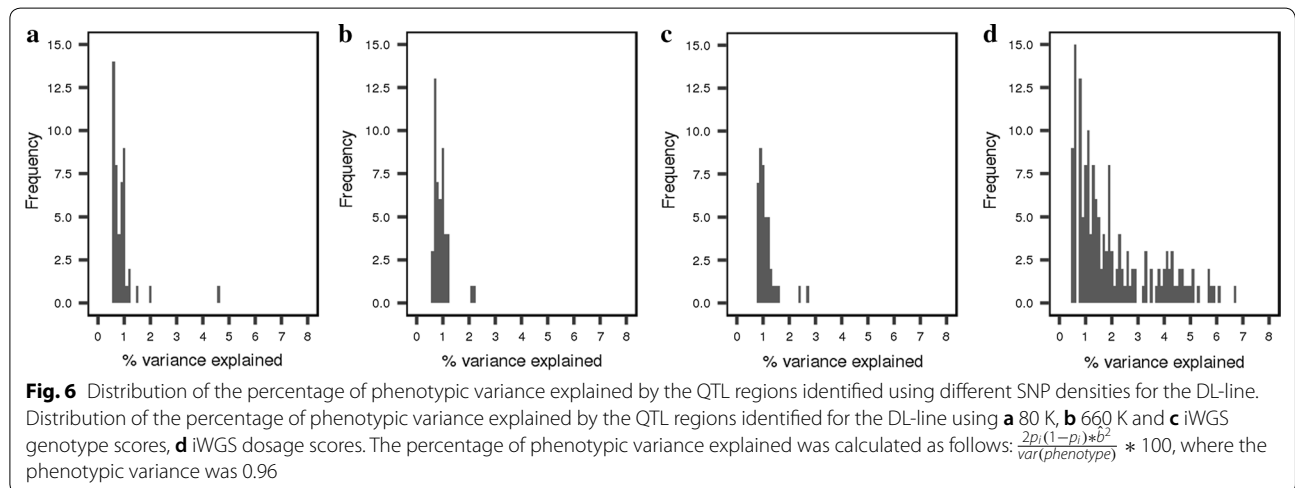 a
15.0
12.5
10.0
7.5
5.0
2.5
0.0
Frequency
0 1 2 3 4 5 6 7 8
% variance explained
b
15.0
12.5
10.0
7.5
5.0
2.5
0.0
Frequency
0 1 2 3 4 5 6 7 8
% variance explained
c
15.0
12.5
10.0
7.5
5.0
2.5
0.0
Frequency
0 1 2 3 4 5 6 7 8
% variance explained
d
15.0
12.5
10.0
7.5
5.0
2.5
0.0
Frequency
0 1 2 3 4 5 6 7 8
% variance explained
Fig. 6 Distribution of the percentage of phenotypic variance explained by the QTL regions identified using different SNP densities for the DL-line.
Distribution of the percentage of phenotypic variance explained by the QTL regions identified for the DL-line using a 80 K, b 660 K and c iWGS
genotype scores, d iWGS dosage scores. The percentage of phenotypic variance explained was calculated as follows: 2p_i(1−p_i)*b̂²/var(phenotype) * 100, where the
phenotypic variance was 0.96